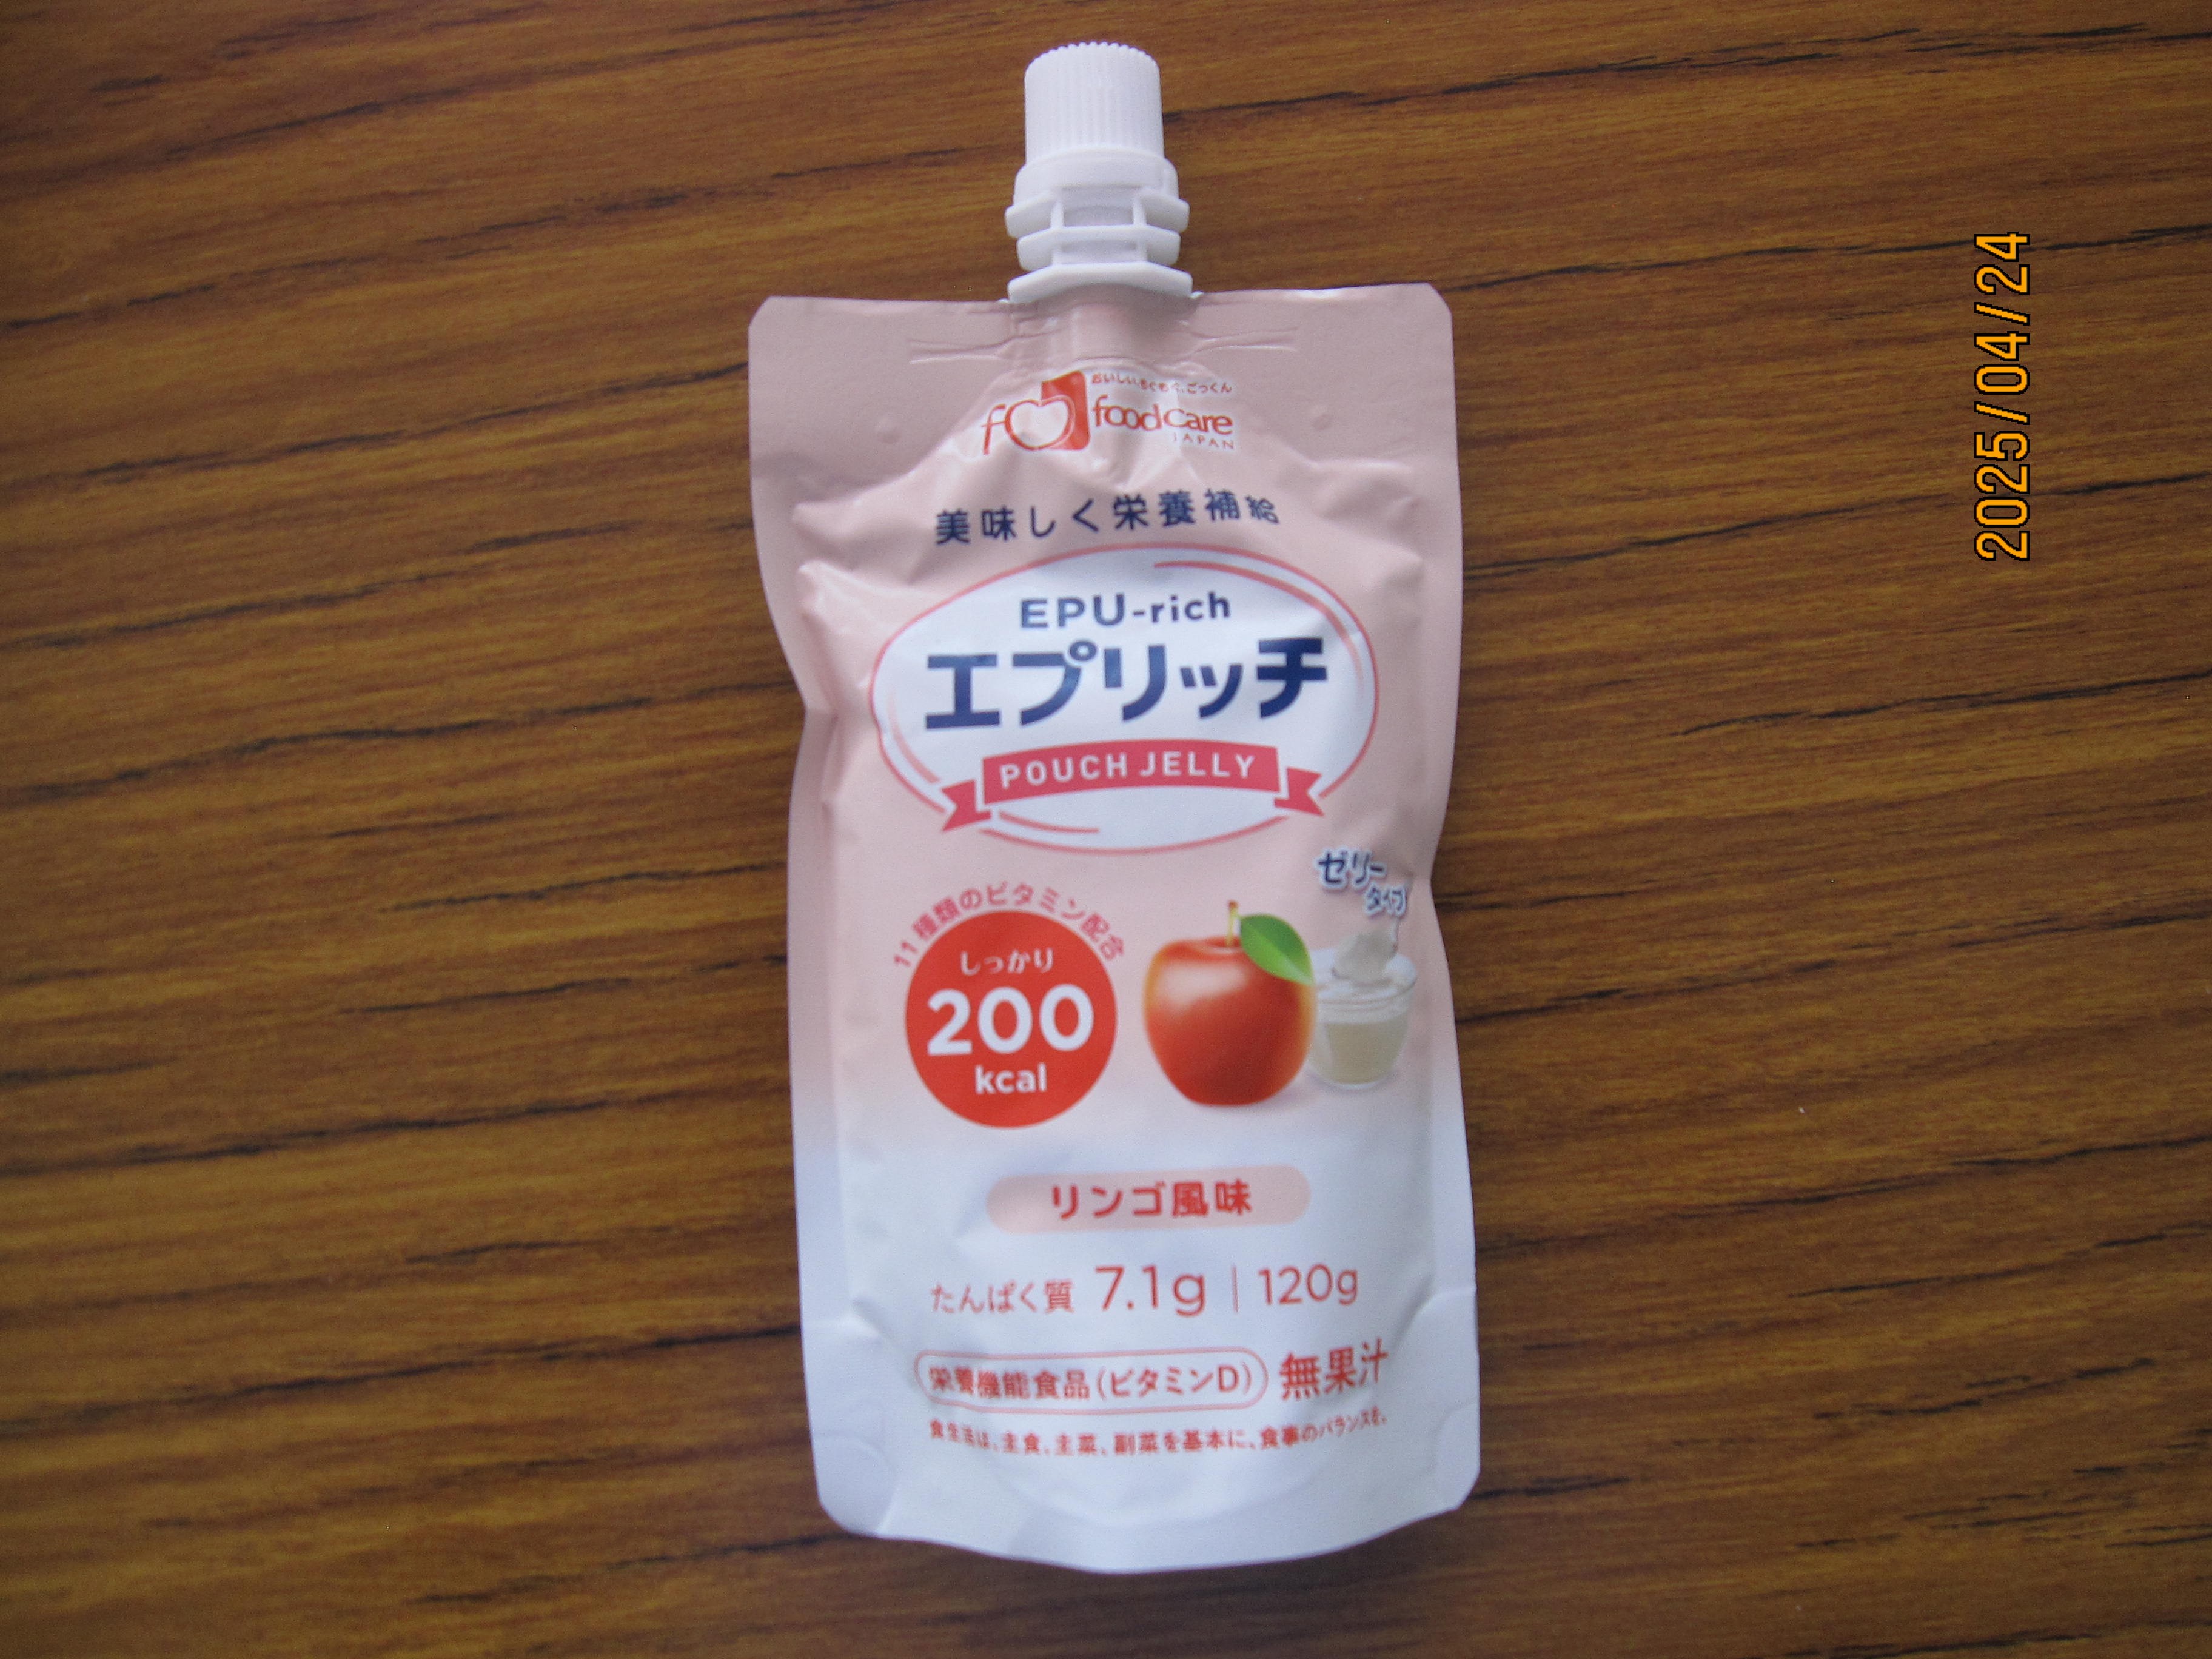 おいしい、もぐもぐ、ごっくん
foodcare
JAPAN
美味しく栄養補給
EPU-rich
エプリッチ
POUCH JELLY
ゼリー
タイプ
11種類のビタミン配合
しっかり
200
kcal
リンゴ風味
たんぱく質 7.1g | 120g
栄養機能食品(ビタミンD) 無果汁
食生活は、主食、主菜、副菜を基本に、食事のバランスを。
2025/04/24